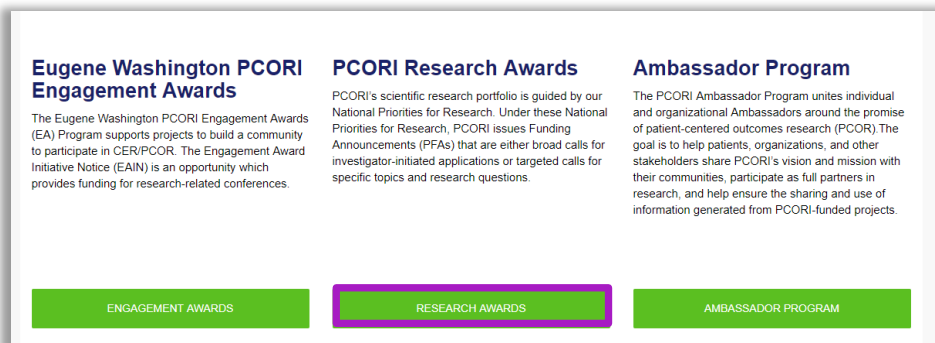 Eugene Washington PCORI
Engagement Awards
The Eugene Washington PCORI Engagement Awards
(EA) Program supports projects to build a community
to participate in CER/PCOR. The Engagement Award
Initiative Notice (EAIN) is an opportunity which
provides funding for research-related conferences.
ENGAGEMENT AWARDS
PCORI Research Awards
PCORI's scientific research portfolio is guided by our
National Priorities for Research. Under these National
Priorities for Research, PCORI issues Funding
Announcements (PFAs) that are either broad calls for
investigator-initiated applications or targeted calls for
specific topics and research questions.
RESEARCH AWARDS
Ambassador Program
The PCORI Ambassador Program unites individual
and organizational Ambassadors around the promise
of patient-centered outcomes research (PCOR).The
goal is to help patients, organizations, and other
stakeholders share PCORI's vision and mission with
their communities, participate as full partners in
research, and help ensure the sharing and use of
information generated from PCORI-funded projects.
AMBASSADOR PROGRAM